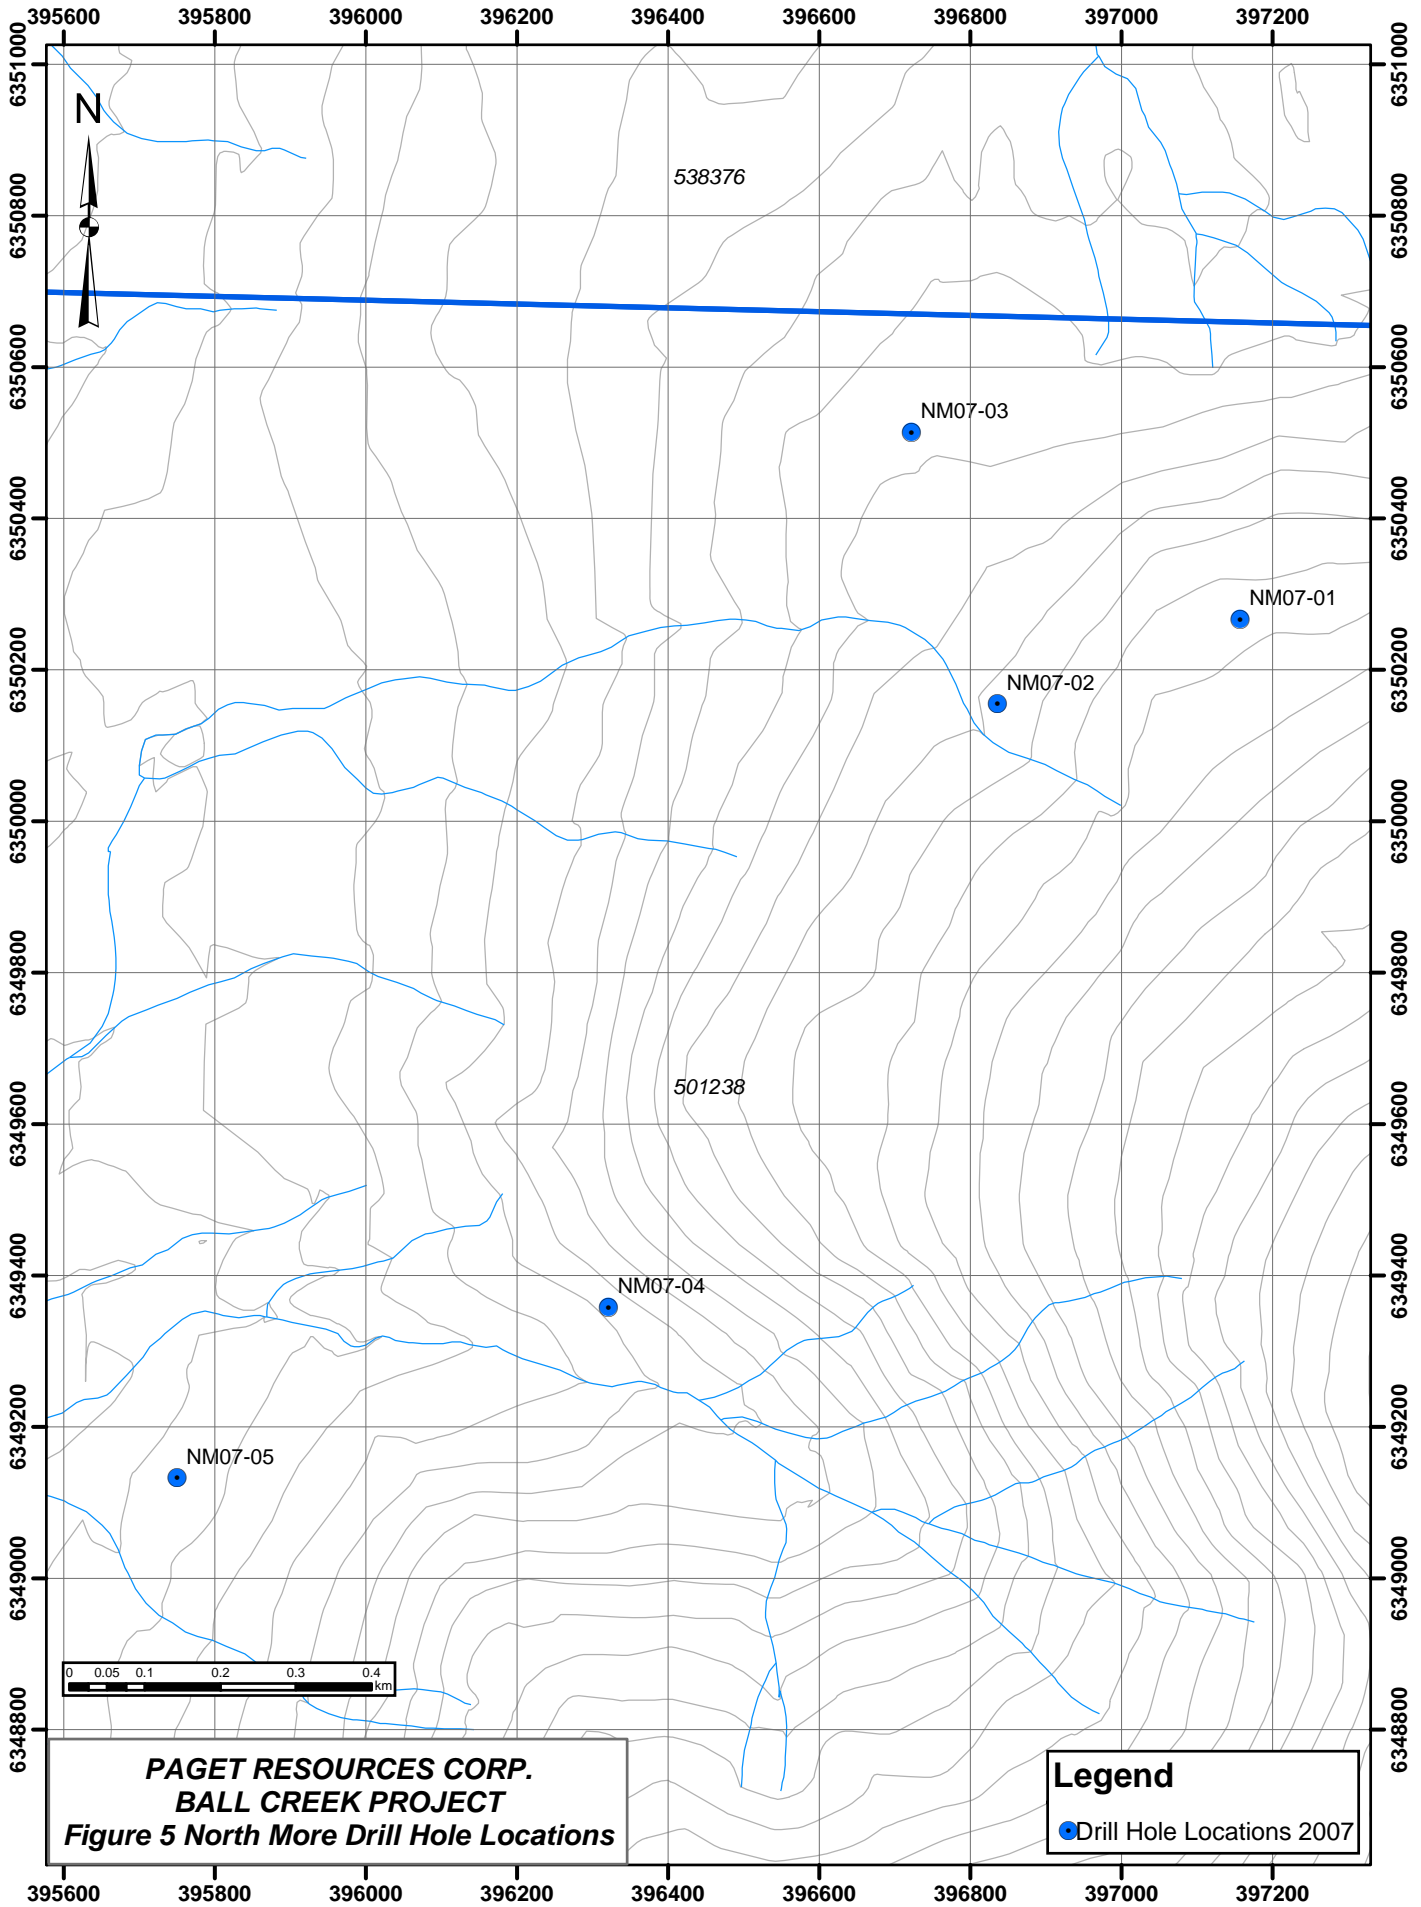 395600 395800 396000 396200 396400 396600 396800 397000 397200
6351000 6351000
N
538376
6350800 6350800
6350600 6350600
NM07-03
6350400 6350400
NM07-01
6350200 6350200
NM07-02
6350000 6350000
6349800 6349800
501238
6349600 6349600
6349400 6349400
NM07-04
6349200 6349200
NM07-05
6349000 6349000
0 0.05 0.1 0.2 0.3 0.4
km
6348800 6348800
PAGET RESOURCES CORP.
BALL CREEK PROJECT
Figure 5 North More Drill Hole Locations
Legend
Drill Hole Locations 2007
395600 395800 396000 396200 396400 396600 396800 397000 397200